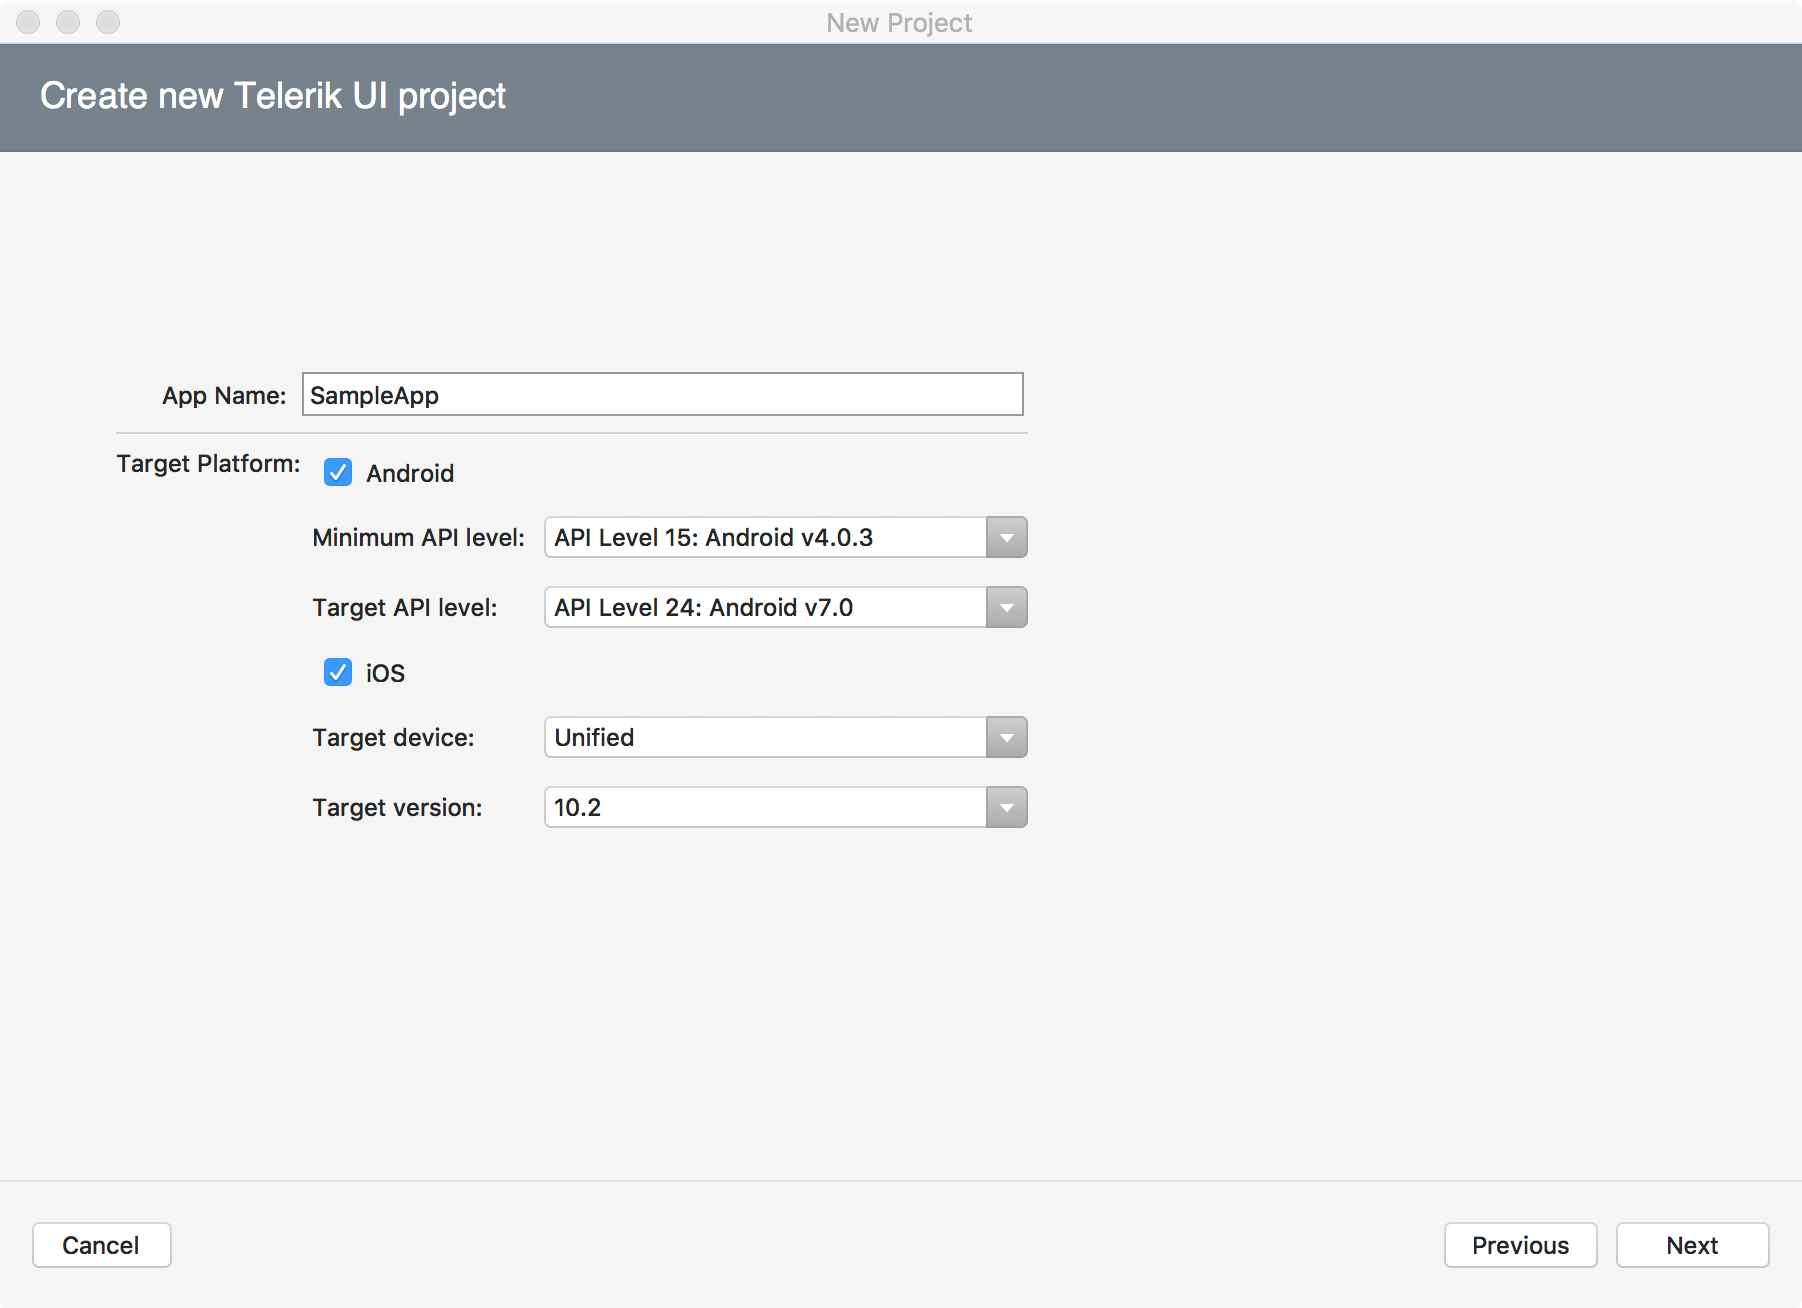 New Project
Create new Telerik UI project
App Name: SampleApp
Target Platform: Android
Minimum API level: API Level 15: Android v4.0.3
Target API level: API Level 24: Android v7.0
iOS
Target device: Unified
Target version: 10.2
Cancel Previous Next